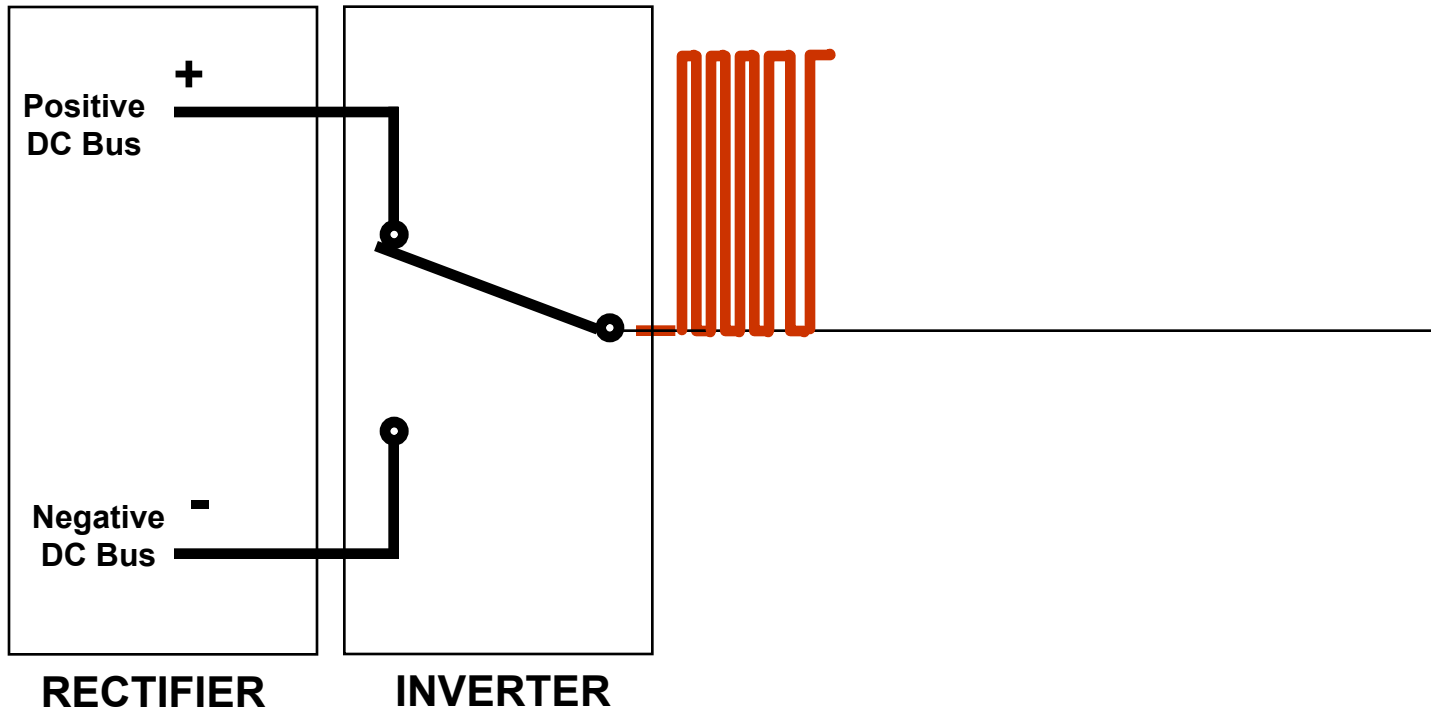 +
Positive
DC Bus
-
Negative
DC Bus
RECTIFIER
INVERTER